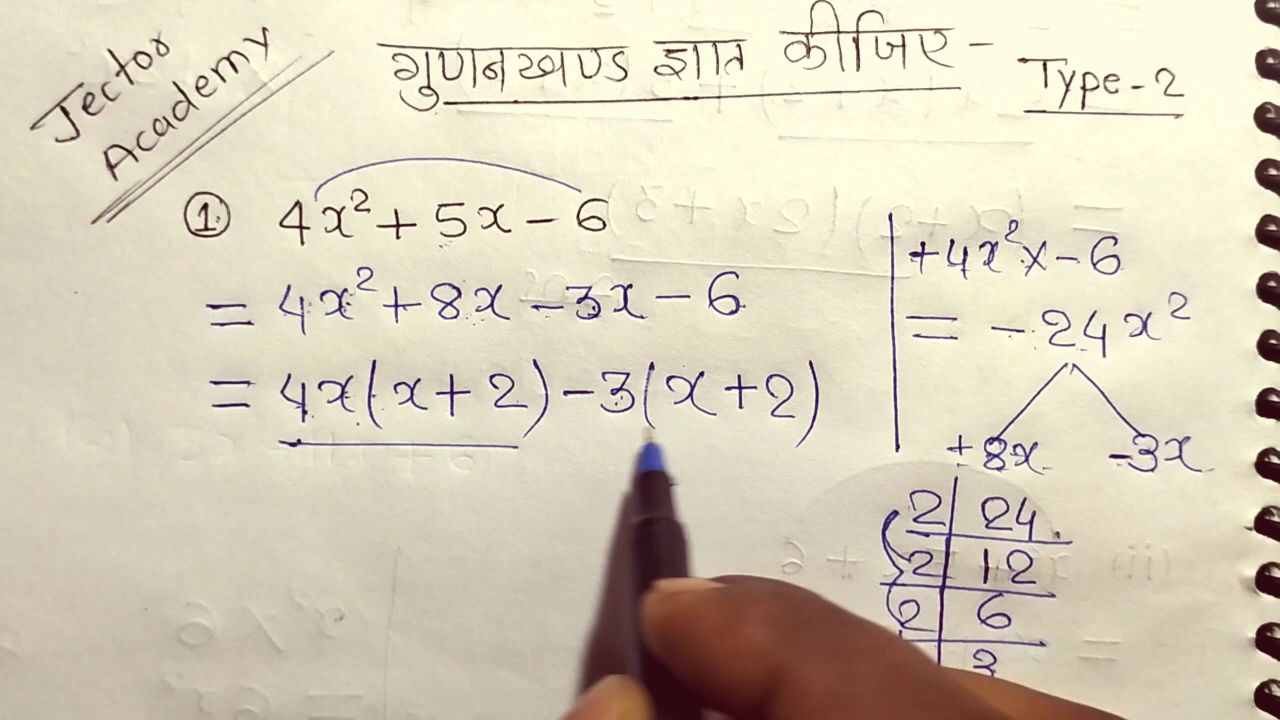 Jector
Academy
गुणनखण्ड ज्ञात कीजिए -
Type-2
① 4x² + 5x - 6
= 4x² + 8x - 3x - 6
= 4x(x + 2) - 3(x + 2)
+4x² x - 6
= - 24x²
+8x -3x
2 | 24
2 | 12
2 | 6
3